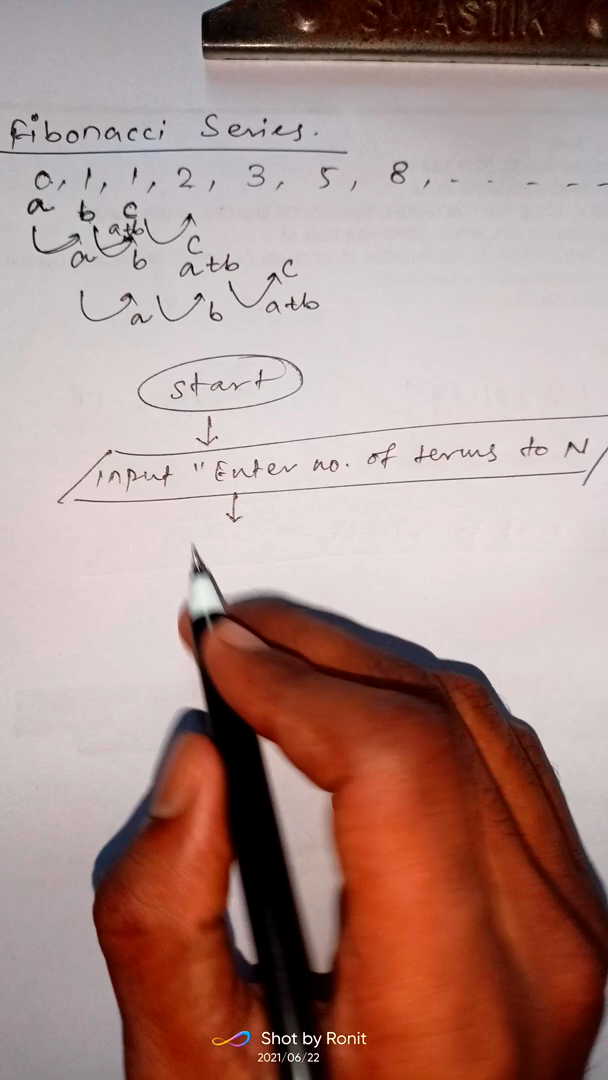 SWASTIK
Fibonacci Series.
0, 1, 1, 2, 3, 5, 8, - - - - - -
a b c
a+b
a b c
a+b c
a b a+b
start
input "Enter no. of terms to N
Shot by Ronit
2021/06/22